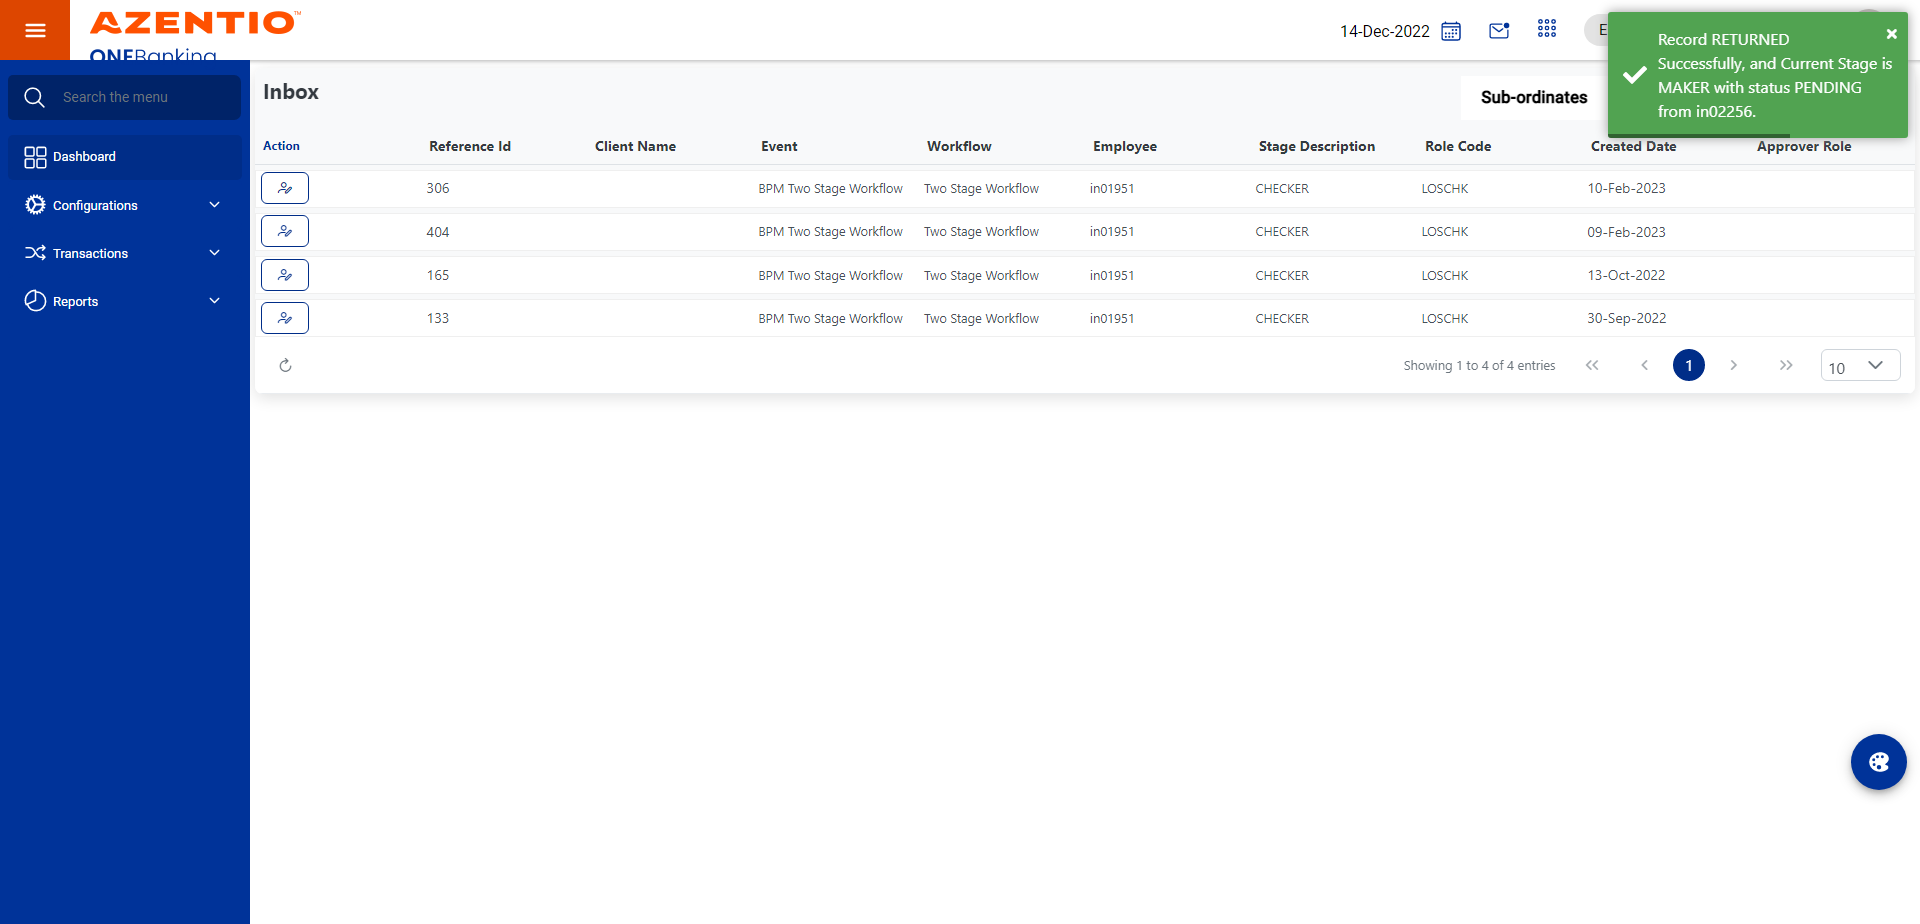 AZENTIO™
ONEBanking
14-Dec-2022
E
Record RETURNED
Successfully, and Current Stage is
MAKER with status PENDING
from in02256.
Search the menu
Dashboard
Configurations
Transactions
Reports
Inbox
Sub-ordinates
Action Reference Id Client Name Event Workflow Employee Stage Description Role Code Created Date Approver Role
306 BPM Two Stage Workflow Two Stage Workflow in01951 CHECKER LOSCHK 10-Feb-2023
404 BPM Two Stage Workflow Two Stage Workflow in01951 CHECKER LOSCHK 09-Feb-2023
165 BPM Two Stage Workflow Two Stage Workflow in01951 CHECKER LOSCHK 13-Oct-2022
133 BPM Two Stage Workflow Two Stage Workflow in01951 CHECKER LOSCHK 30-Sep-2022
Showing 1 to 4 of 4 entries 1 10